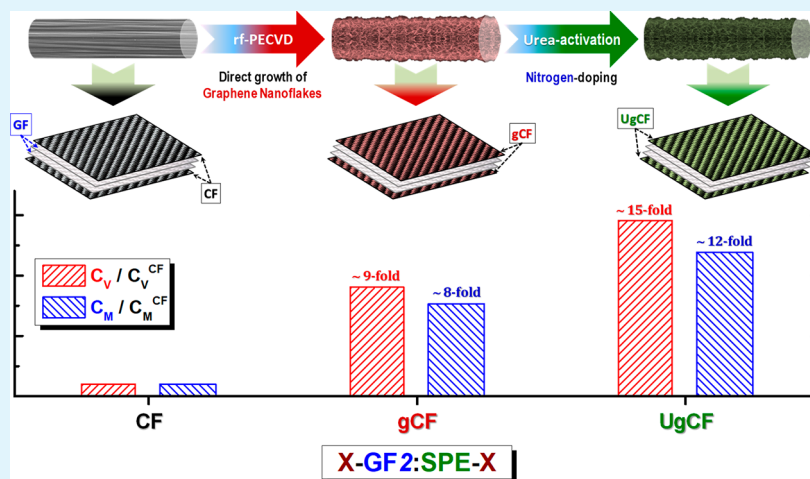 rf-PECVD
Urea-activation
Direct growth of
Graphene Nanoflakes
Nitrogen-doping
GF
CF
gCF
UgCF
~ 15-fold
~ 12-fold
~ 9-fold
~ 8-fold
C_V / C_V^CF
C_M / C_M^CF
CF
gCF
UgCF
X-GF2:SPE-X